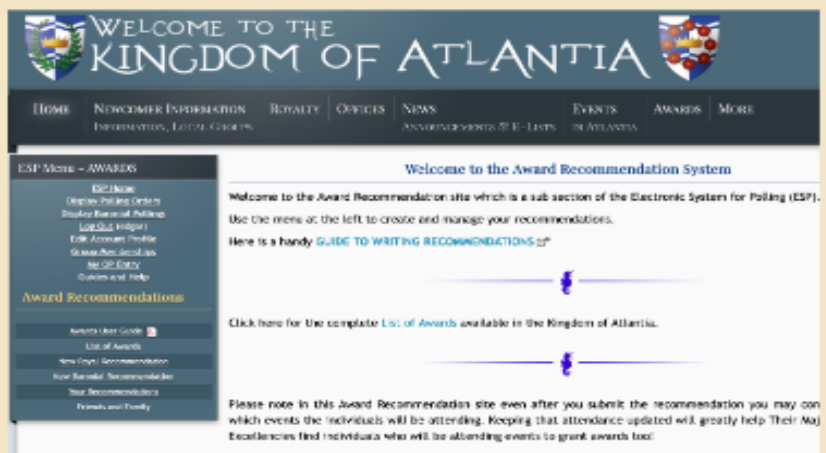 WELCOME TO THE
KINGDOM OF ATLANTIA
HOME
NEWCOMER INFORMATION
INFORMATION, LOCAL GROUPS
ROYALTY
OFFICES
NEWS
ANNOUNCEMENTS & E-LISTS
EVENTS
IN ATLANTIA
AWARDS
MORE
ESP Menu – AWARDS
ESP Home
Display Polling Orders
Display Baronial Pollings
Log Out
Edit Account Profile
Group Memberships
My OP Entry
Guides and Help
Award Recommendations
Awards User Guide
List of Awards
New Royal Recommendation
New Baronial Recommendation
Your Recommendations
Friends and Family
Welcome to the Award Recommendation System
Welcome to the Award Recommendation site which is a sub section of the Electronic System for Polling (ESP).
Use the menu at the left to create and manage your recommendations.
Here is a handy GUIDE TO WRITING RECOMMENDATIONS
Click here for the complete List of Awards available in the Kingdom of Atlantia.
Please note in this Award Recommendation site even after you submit the recommendation you may con
which events the individuals will be attending. Keeping that attendance updated will greatly help Their Maj
Excellencies find individuals who will be attending events to grant awards too!